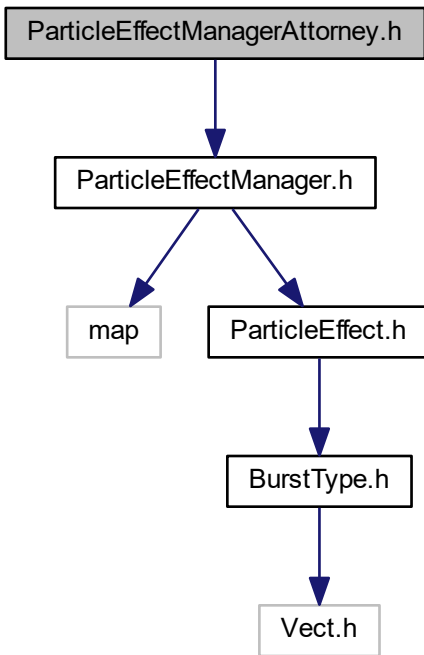 ParticleEffectManagerAttorney.h
ParticleEffectManager.h
map
ParticleEffect.h
BurstType.h
Vect.h